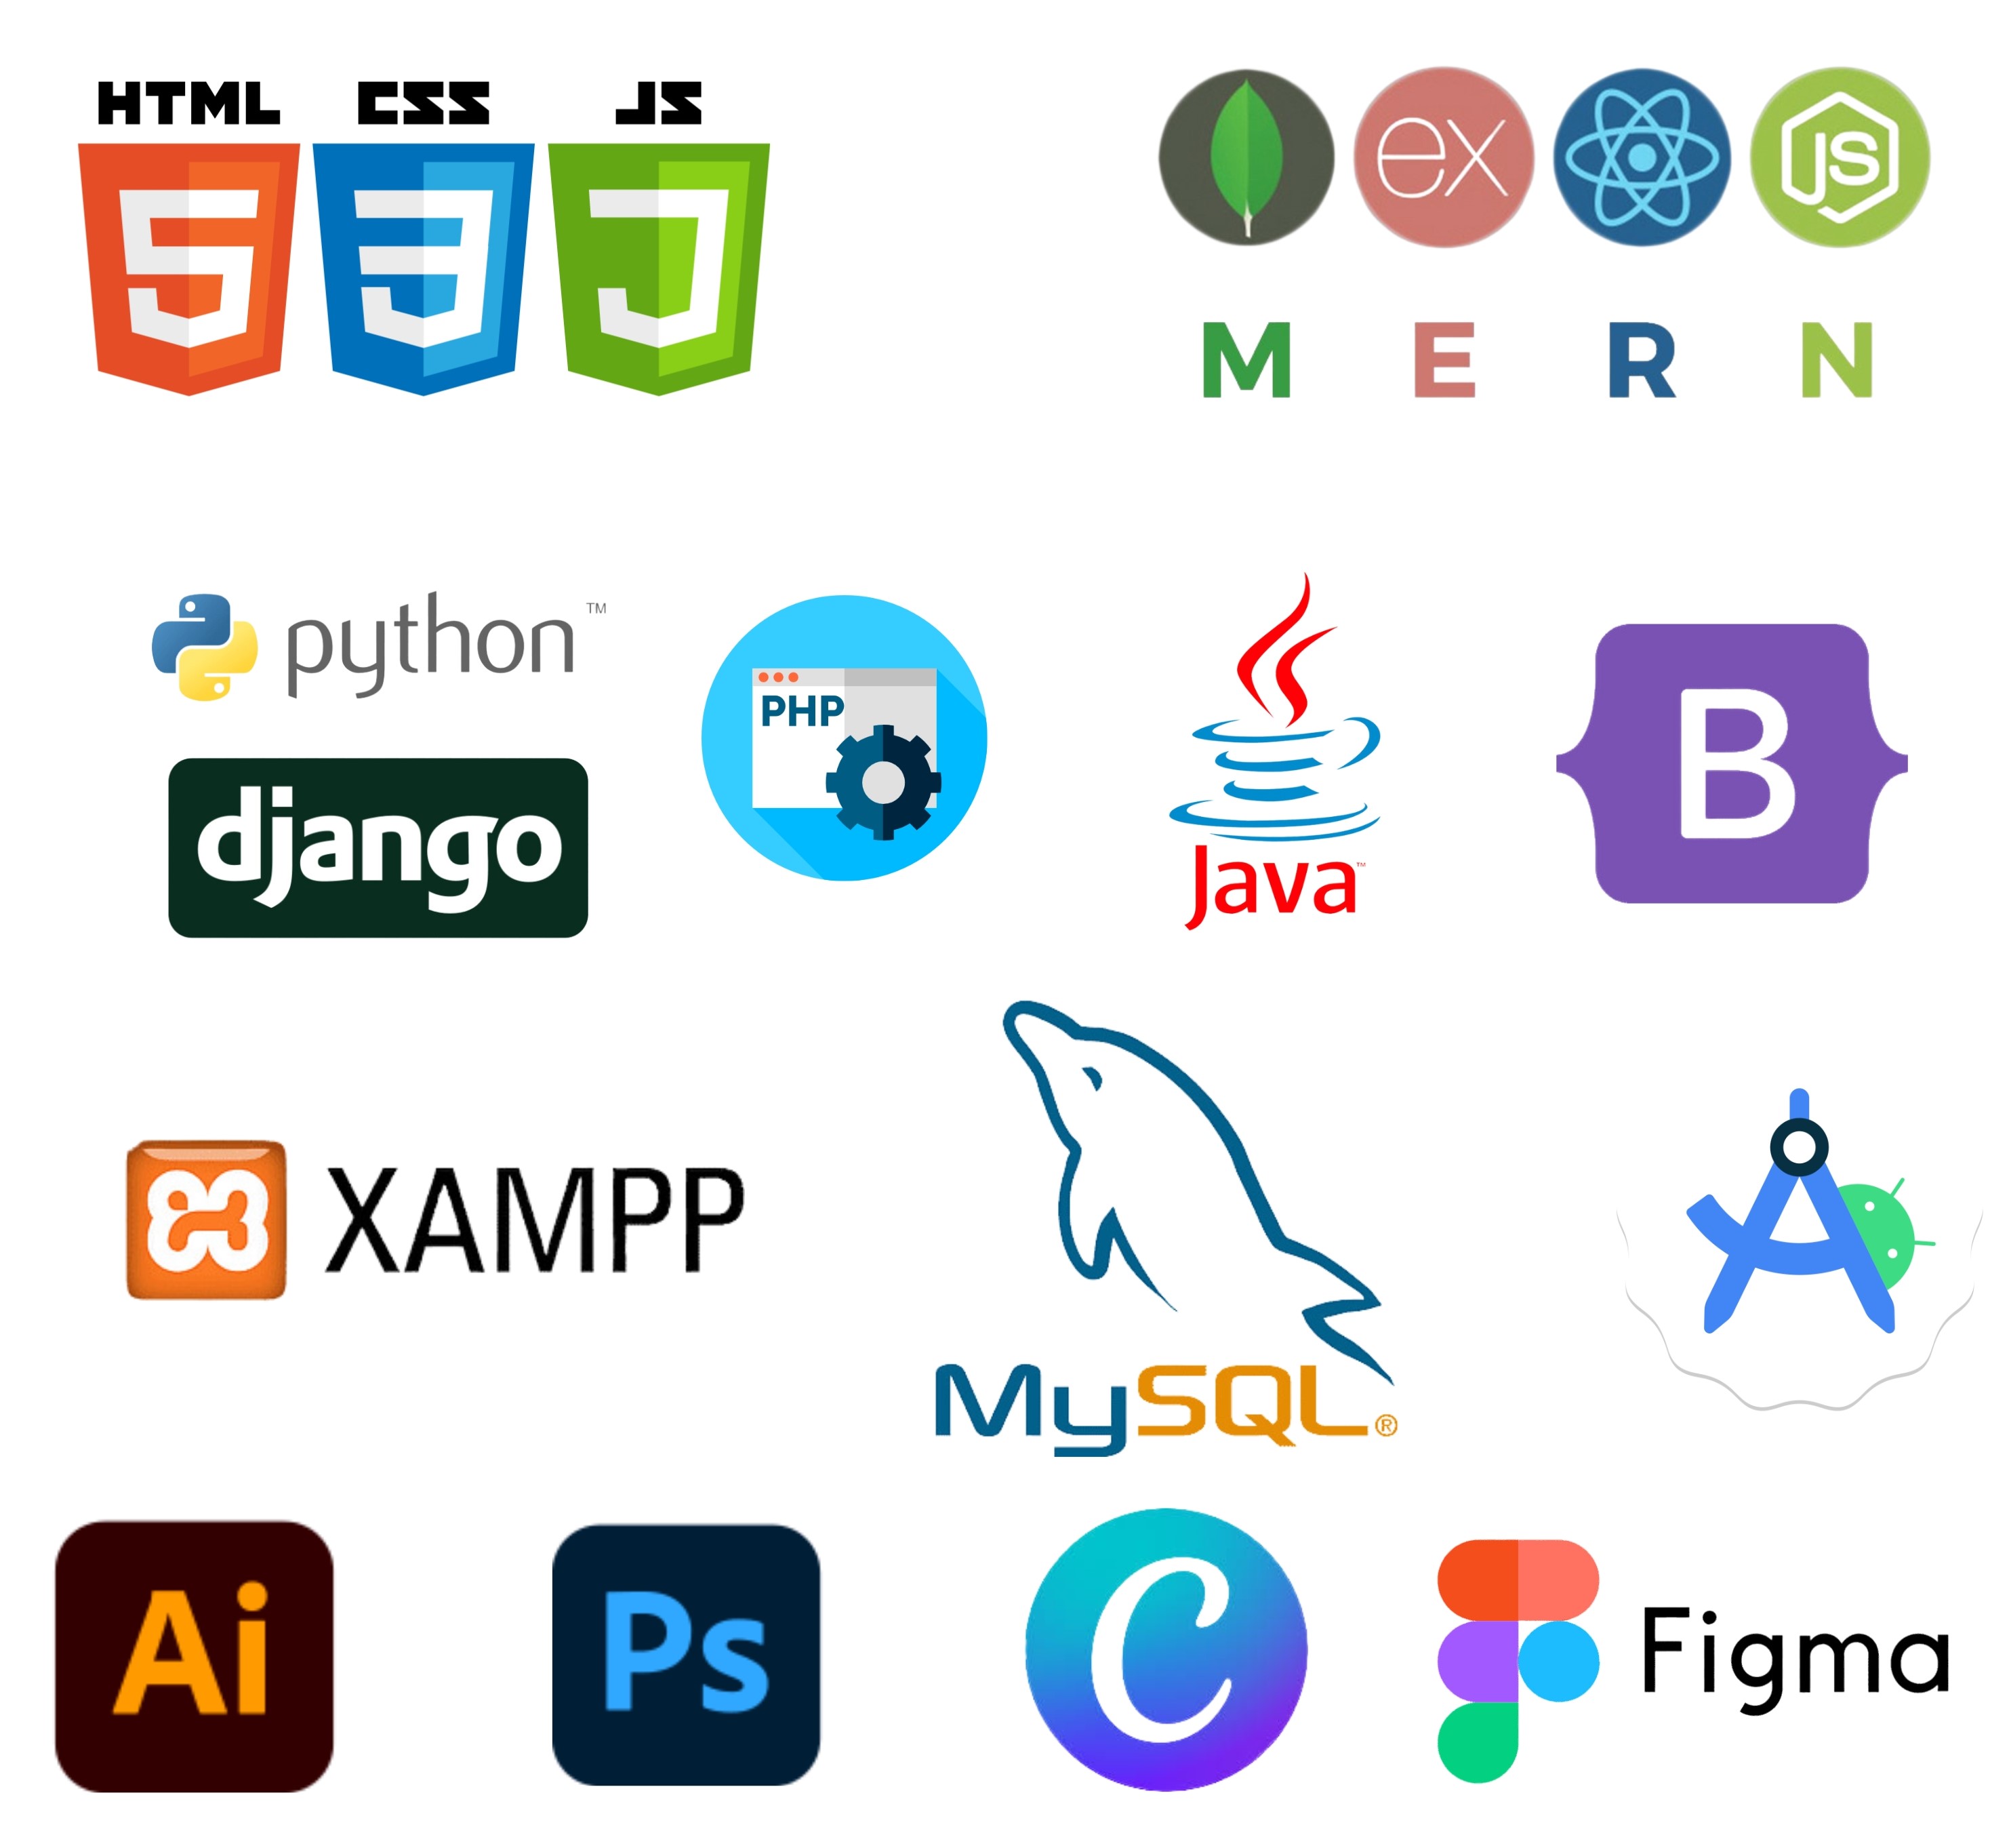 HTML CSS JS
5 3 J
ex JS
M E R N
python™
django
PHP
Java™
B
XAMPP
MySQL®
Ai
Ps
C
Figma